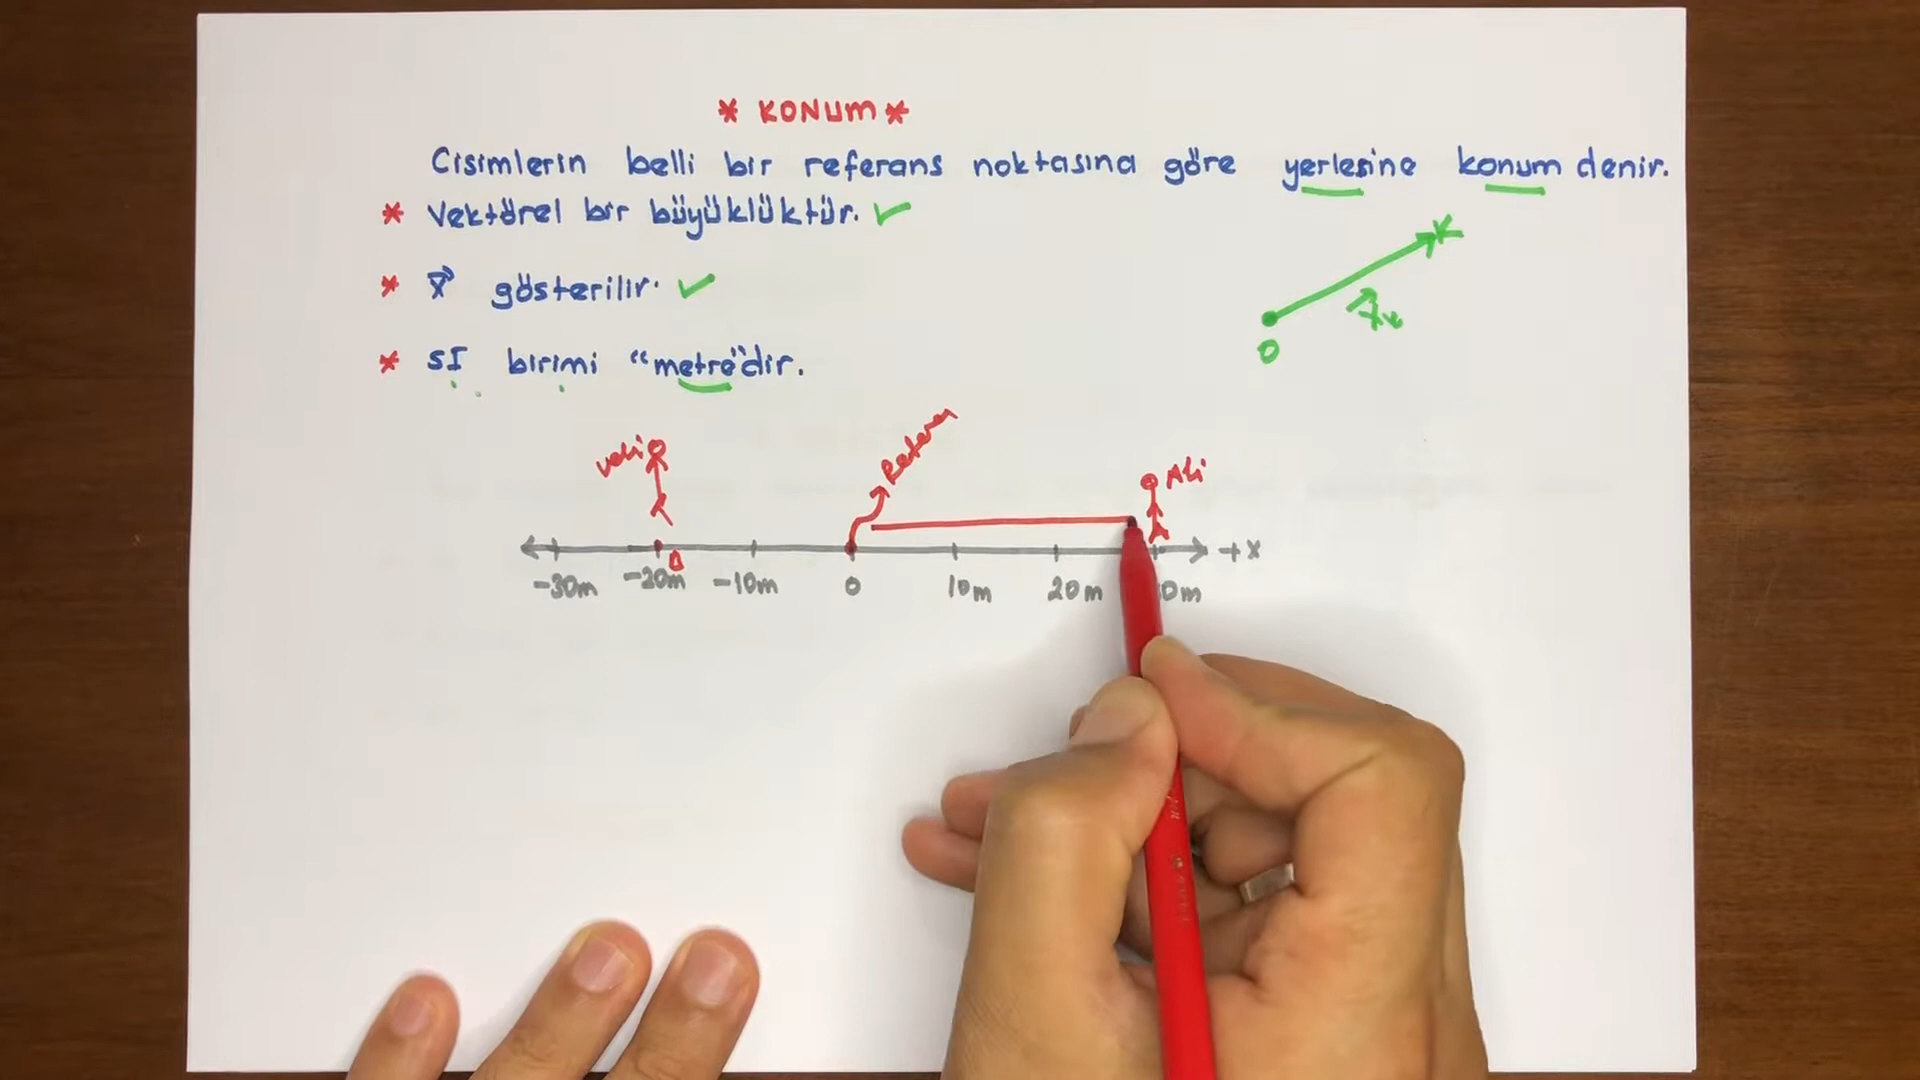 * KONUM *
Cisimlerin belli bir referans noktasına göre yerlerine konum denir.
* Vektörel bir büyüklüktür. ✓
* x⃗ gösterilir. ✓
* SI birimi "metre"dir.
K
x⃗ₖ
O
Veli
Referans
Ali
-30m -20m -10m 0 10m 20m 0m +x